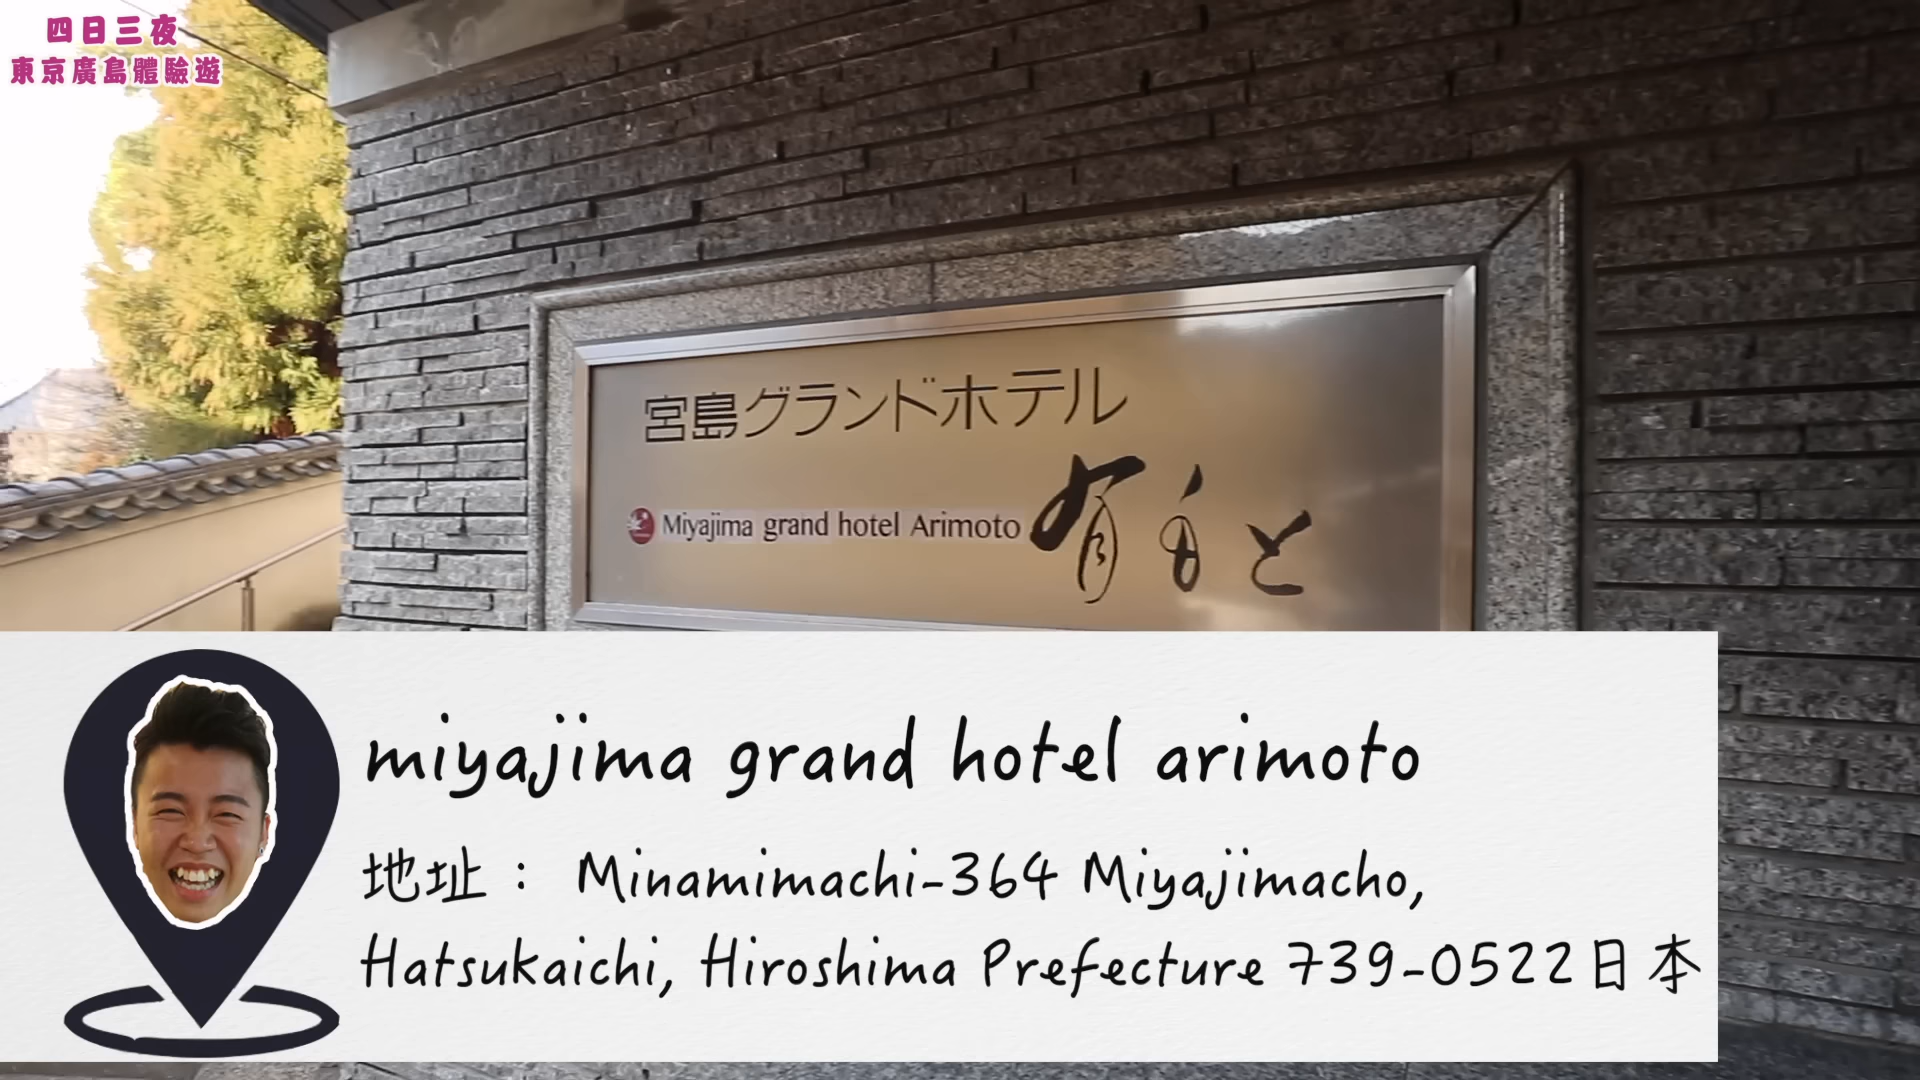 四日三夜
東京廣島體驗遊
宮島グランドホテル
Miyajima grand hotel Arimoto
有もと
miyajima grand hotel arimoto
地址： Minamimachi-364 Miyajimacho,
Hatsukaichi, Hiroshima Prefecture 739-0522日本